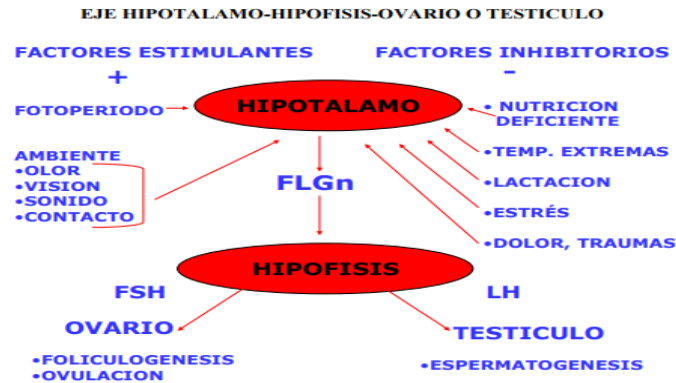 EJE HIPOTALAMO-HIPOFISIS-OVARIO O TESTICULO
FACTORES ESTIMULANTES
+
FACTORES INHIBITORIOS
-
FOTOPERIODO
HIPOTALAMO
• NUTRICION
DEFICIENTE
AMBIENTE
•OLOR
•VISION
•SONIDO
•CONTACTO
•TEMP. EXTREMAS
•LACTACION
•ESTRÉS
•DOLOR, TRAUMAS
FLGn
HIPOFISIS
FSH
LH
OVARIO
•FOLICULOGENESIS
•OVULACION
TESTICULO
•ESPERMATOGENESIS